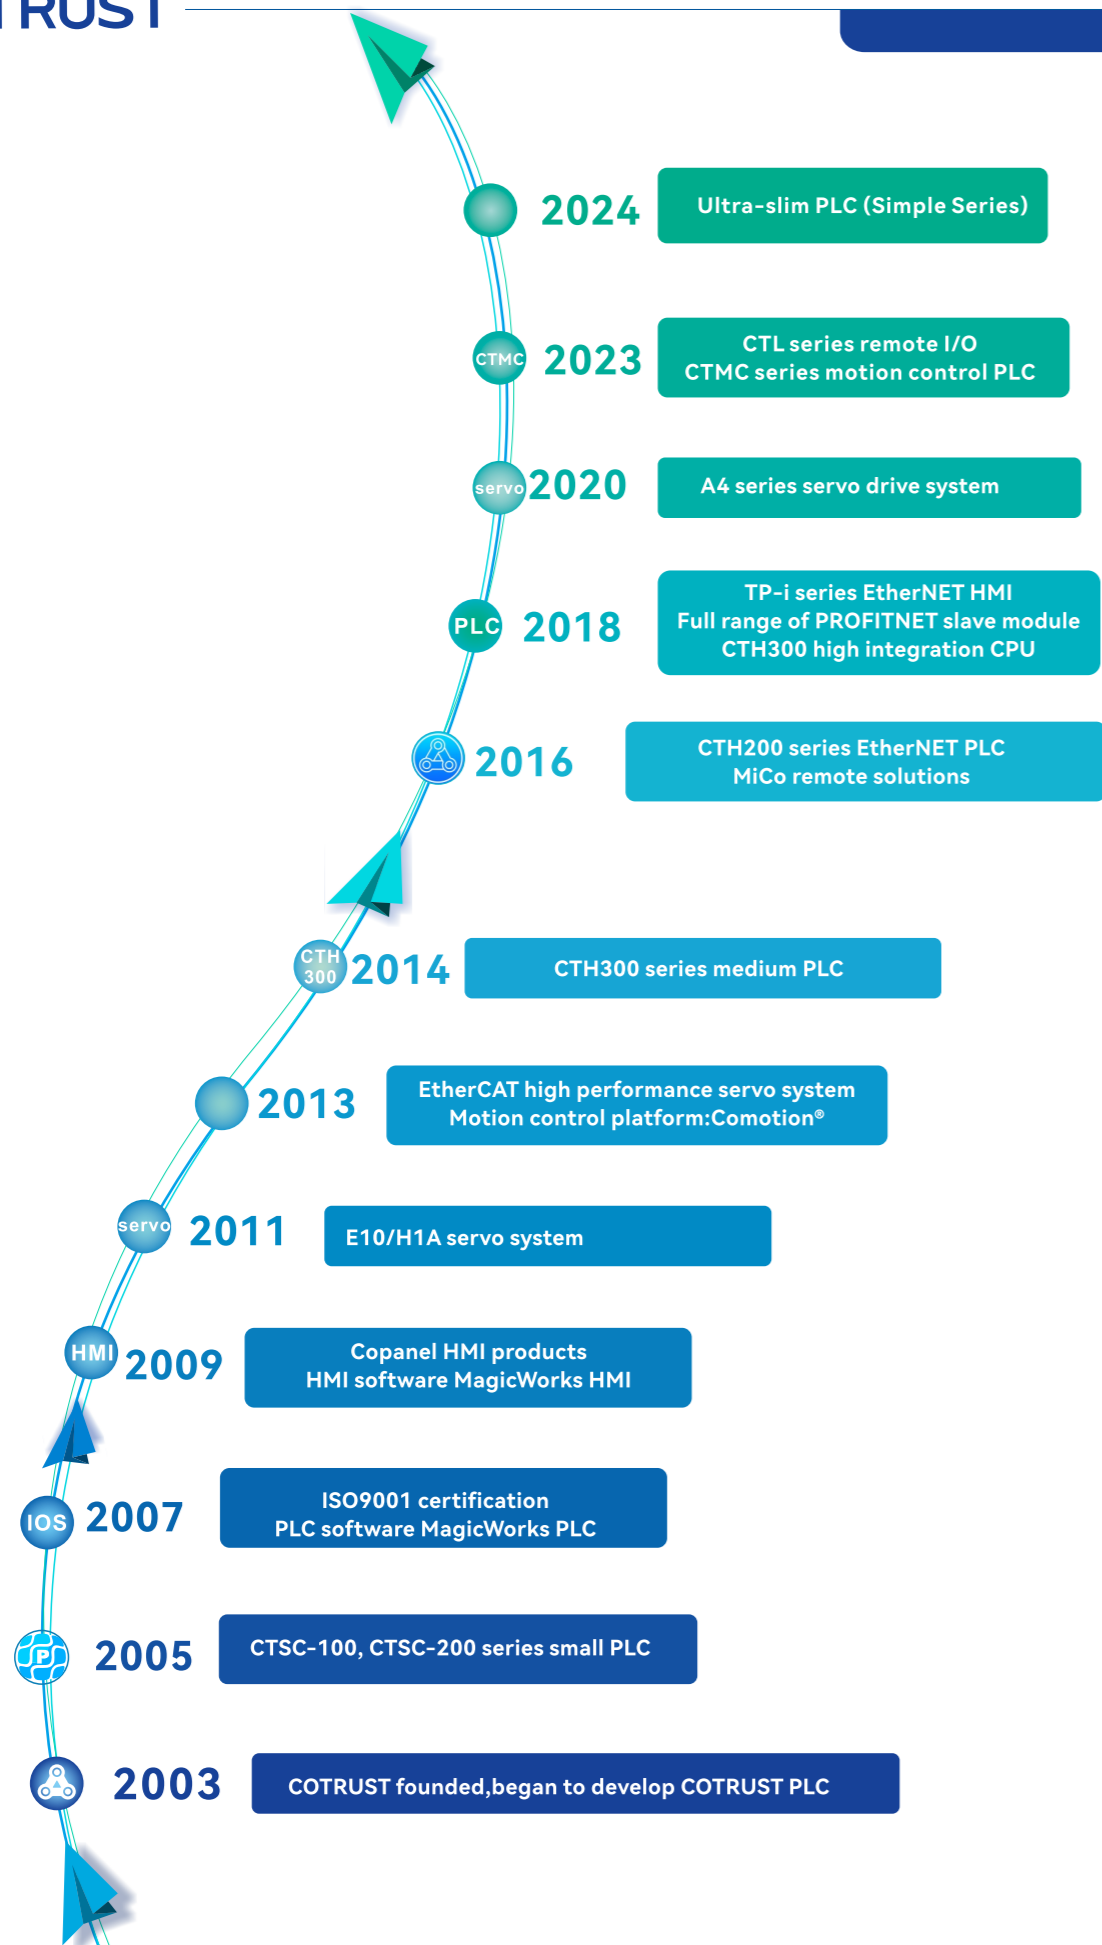 TRUST
2024
Ultra-slim PLC (Simple Series)
CTMC
2023
CTL series remote I/O
CTMC series motion control PLC
servo
2020
A4 series servo drive system
PLC
2018
TP-i series EtherNET HMI
Full range of PROFITNET slave module
CTH300 high integration CPU
2016
CTH200 series EtherNET PLC
MiCo remote solutions
CTH
300
2014
CTH300 series medium PLC
2013
EtherCAT high performance servo system
Motion control platform:Comotion®
servo
2011
E10/H1A servo system
HMI
2009
Copanel HMI products
HMI software MagicWorks HMI
IOS
2007
ISO9001 certification
PLC software MagicWorks PLC
P
2005
CTSC-100, CTSC-200 series small PLC
2003
COTRUST founded,began to develop COTRUST PLC